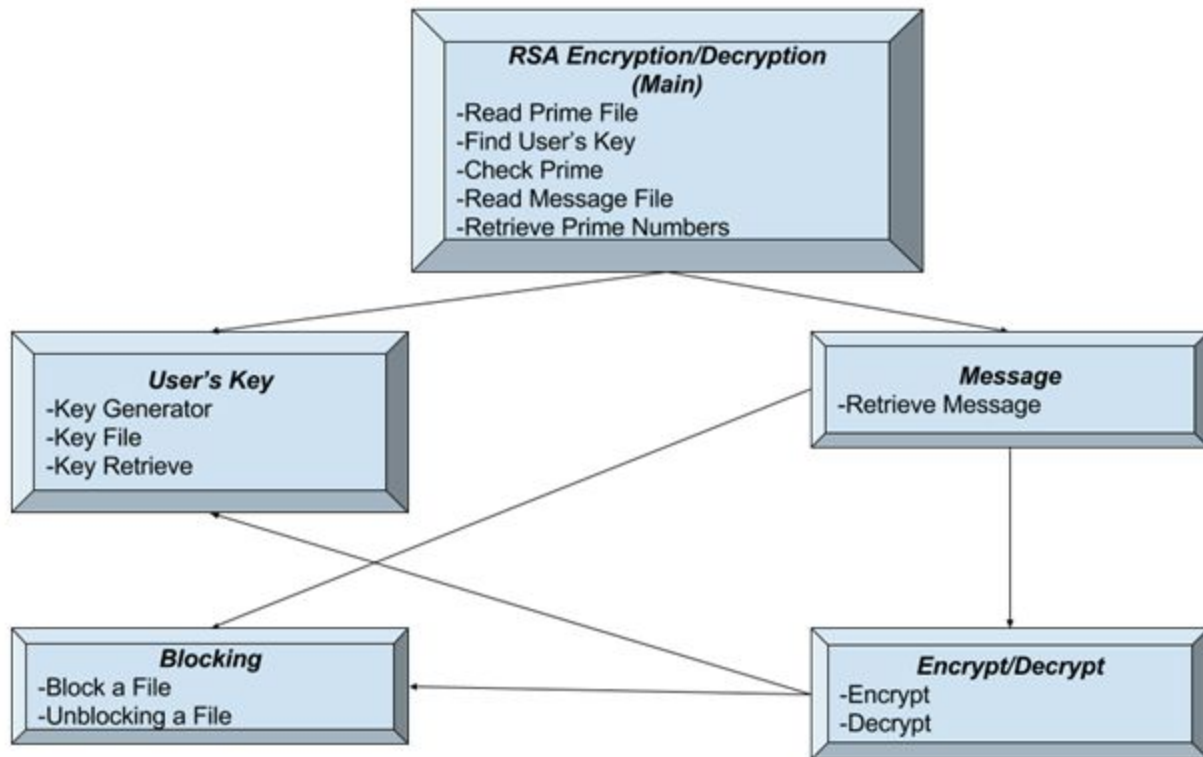 RSA Encryption/Decryption
(Main)
-Read Prime File
-Find User's Key
-Check Prime
-Read Message File
-Retrieve Prime Numbers
User's Key
-Key Generator
-Key File
-Key Retrieve
Message
-Retrieve Message
Blocking
-Block a File
-Unblocking a File
Encrypt/Decrypt
-Encrypt
-Decrypt